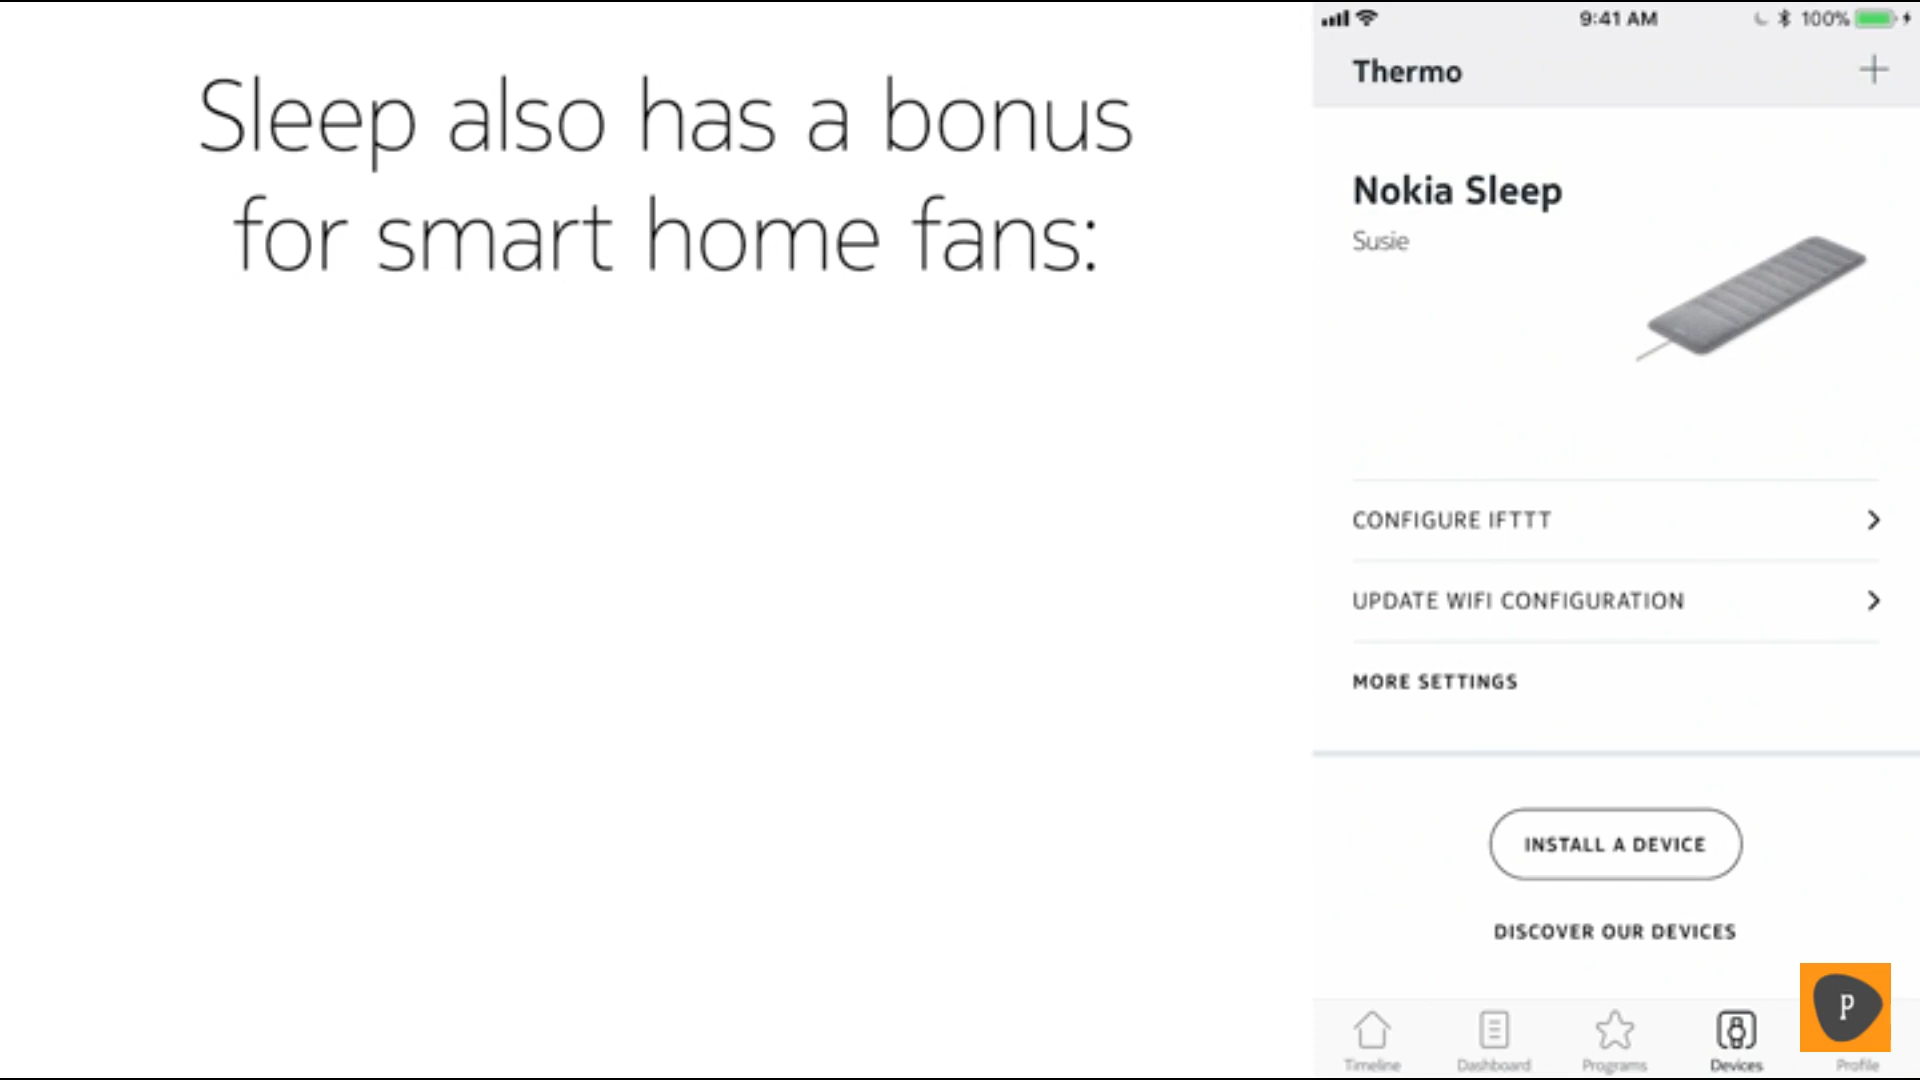 Sleep also has a bonus
for smart home fans:
9:41 AM
100%
Thermo
Nokia Sleep
Susie
CONFIGURE IFTTT
UPDATE WIFI CONFIGURATION
MORE SETTINGS
INSTALL A DEVICE
DISCOVER OUR DEVICES
P
Timeline
Dashboard
Programs
Devices
Profile